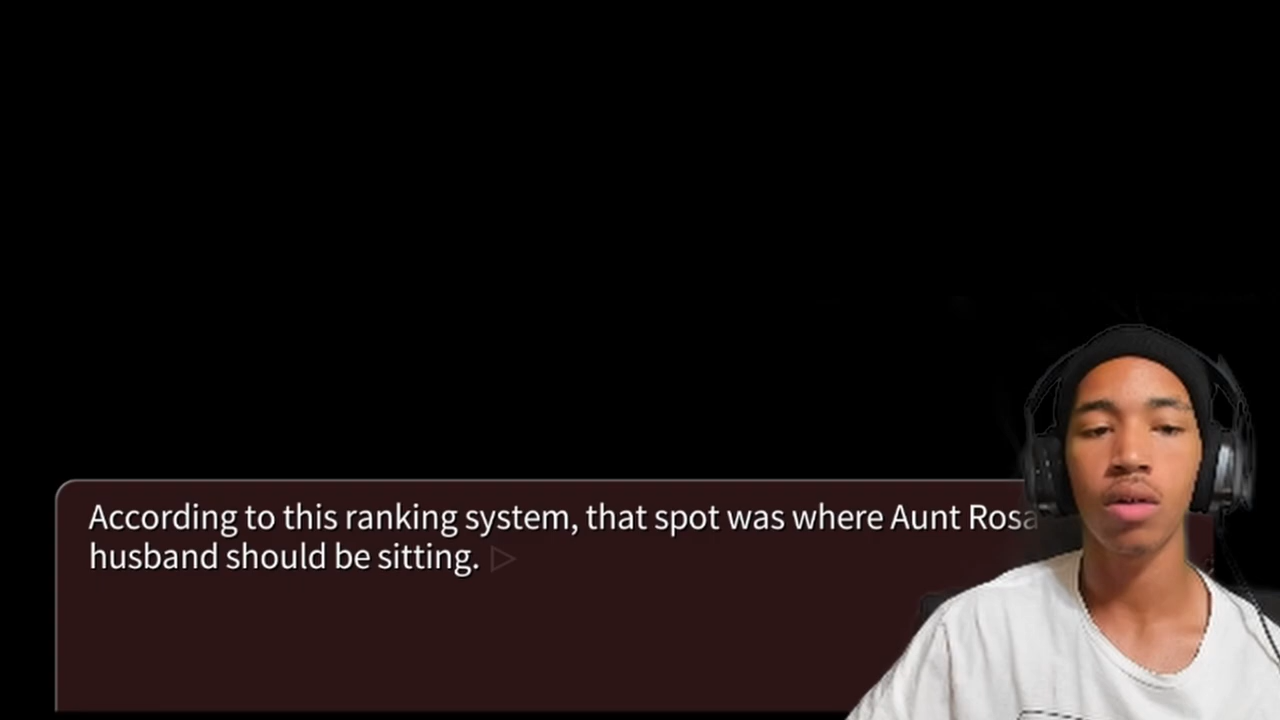 According to this ranking system, that spot was where Aunt Rosa
husband should be sitting.